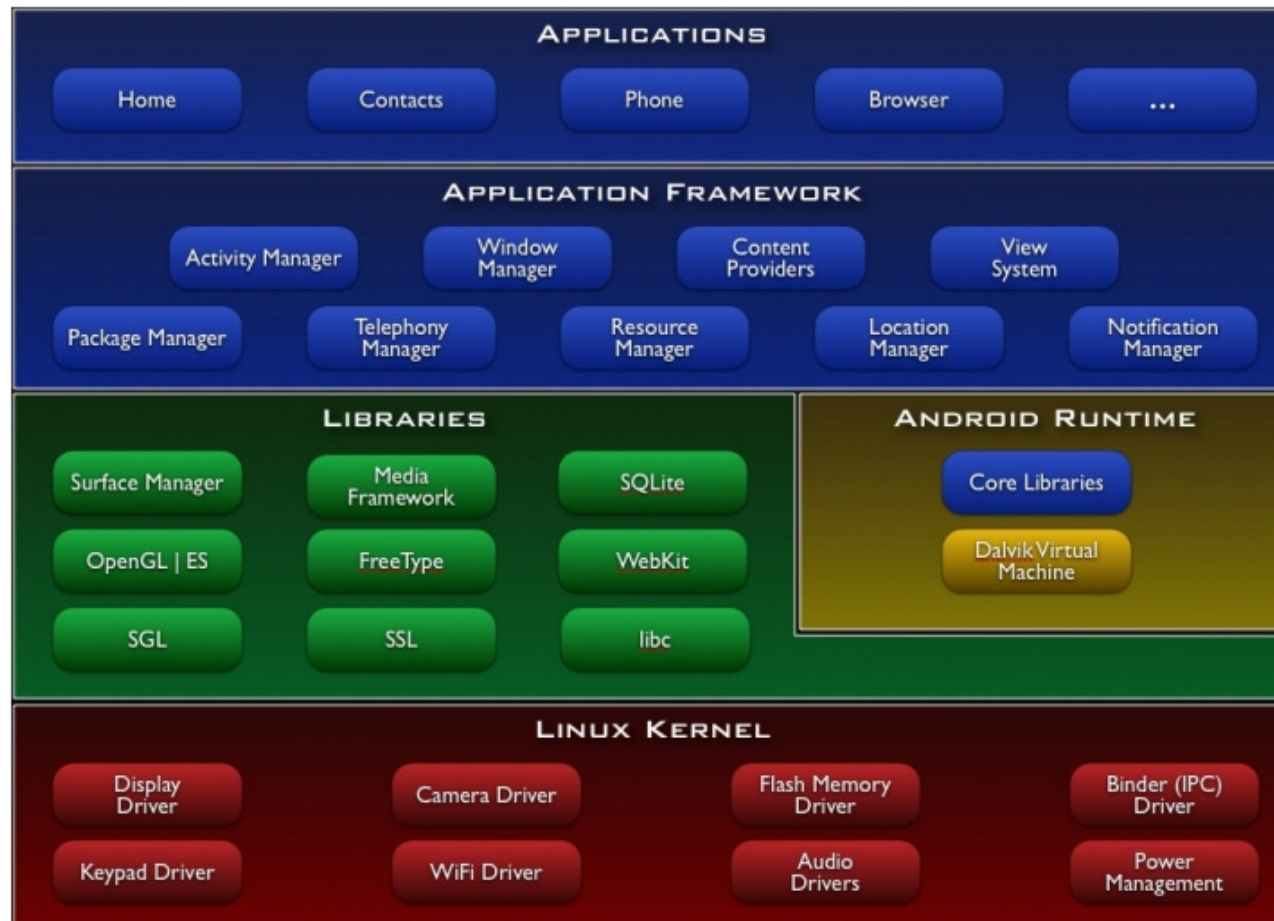 APPLICATIONS
Home
Contacts
Phone
Browser
...
APPLICATION FRAMEWORK
Activity Manager
Window
Manager
Content
Providers
View
System
Package Manager
Telephony
Manager
Resource
Manager
Location
Manager
Notification
Manager
LIBRARIES
Surface Manager
Media
Framework
SQLite
OpenGL | ES
FreeType
WebKit
SGL
SSL
libc
ANDROID RUNTIME
Core Libraries
Dalvik Virtual
Machine
LINUX KERNEL
Display
Driver
Camera Driver
Flash Memory
Driver
Binder (IPC)
Driver
Keypad Driver
WiFi Driver
Audio
Drivers
Power
Management